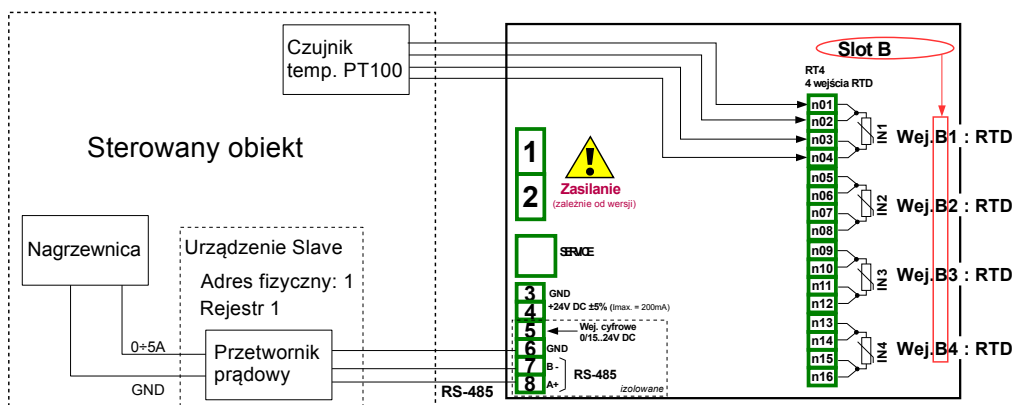 Czujnik
temp. PT100
Sterowany obiekt
Nagrzewnica
Urządzenie Slave
Adres fizyczny: 1
Rejestr 1
0÷5A
GND
Przetwornik
prądowy
RS-485
1
2
Zasilanie
(zależnie od wersji)
SERVICE
3 GND
4 +24V DC ±5% (Imax. = 200mA)
5 Wej. cyfrowe
0/15..24V DC
6 GND
7 B -
8 A+
RS-485
izolowane
Slot B
RT4
4 wejścia RTD
n01
n02
n03
n04
IN1
Wej.B1 : RTD
n05
n06
n07
n08
IN2
Wej.B2 : RTD
n09
n10
n11
n12
IN3
Wej.B3 : RTD
n13
n14
n15
n16
IN4
Wej.B4 : RTD